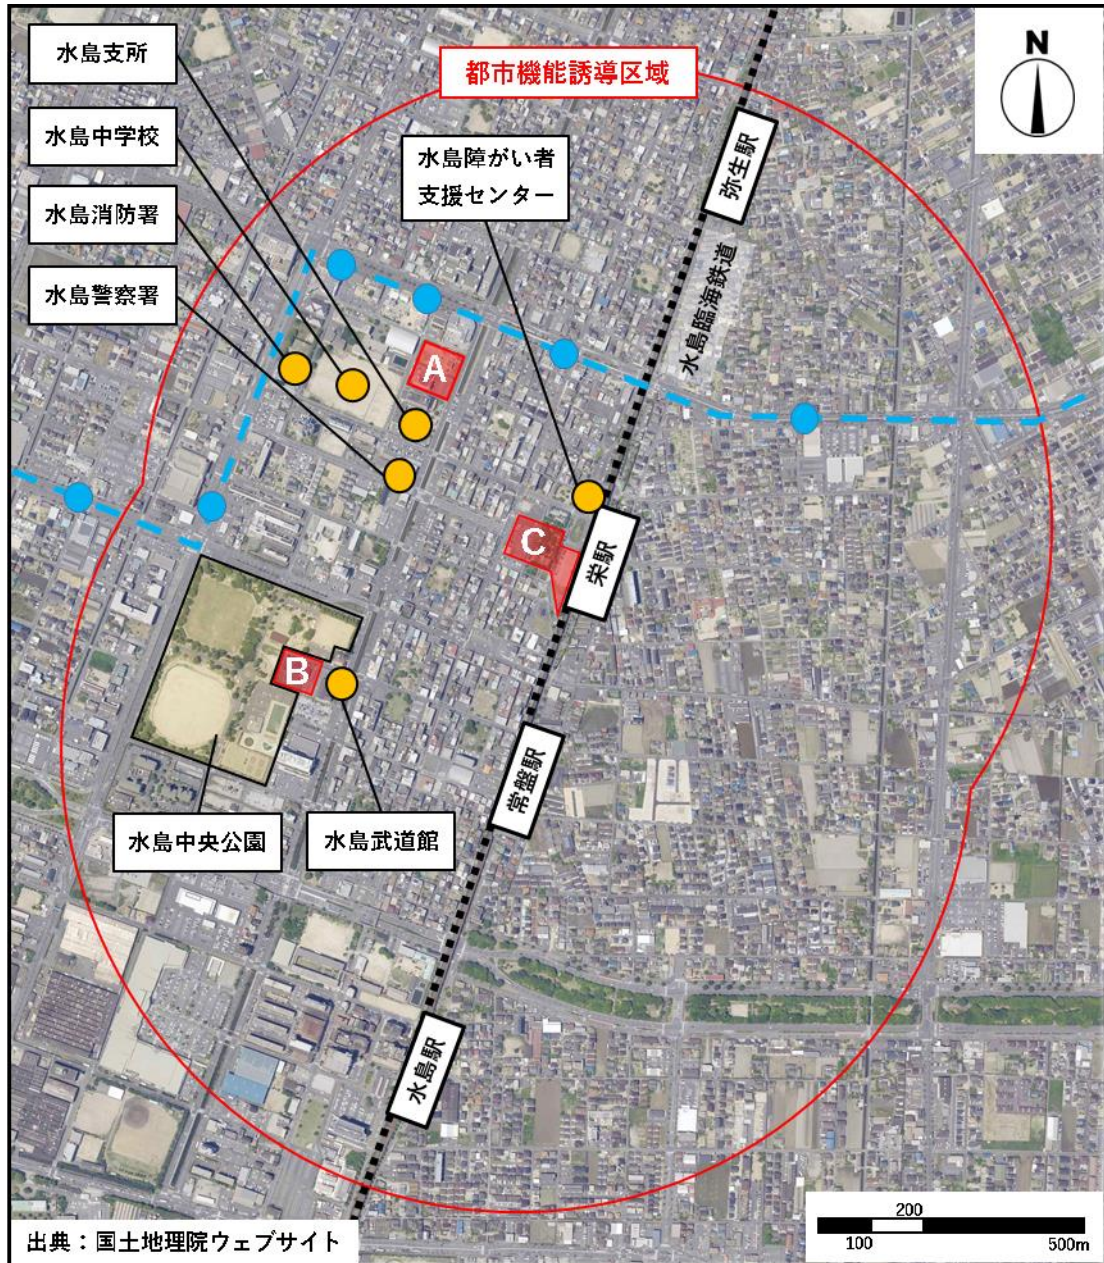 都市機能誘導区域
N
水島支所
水島中学校
水島消防署
水島警察署
水島障がい者
支援センター
弥生駅
水島臨海鉄道
A
C
栄駅
B
常盤駅
水島中央公園
水島武道館
水島駅
出典：国土地理院ウェブサイト
200
100
500m